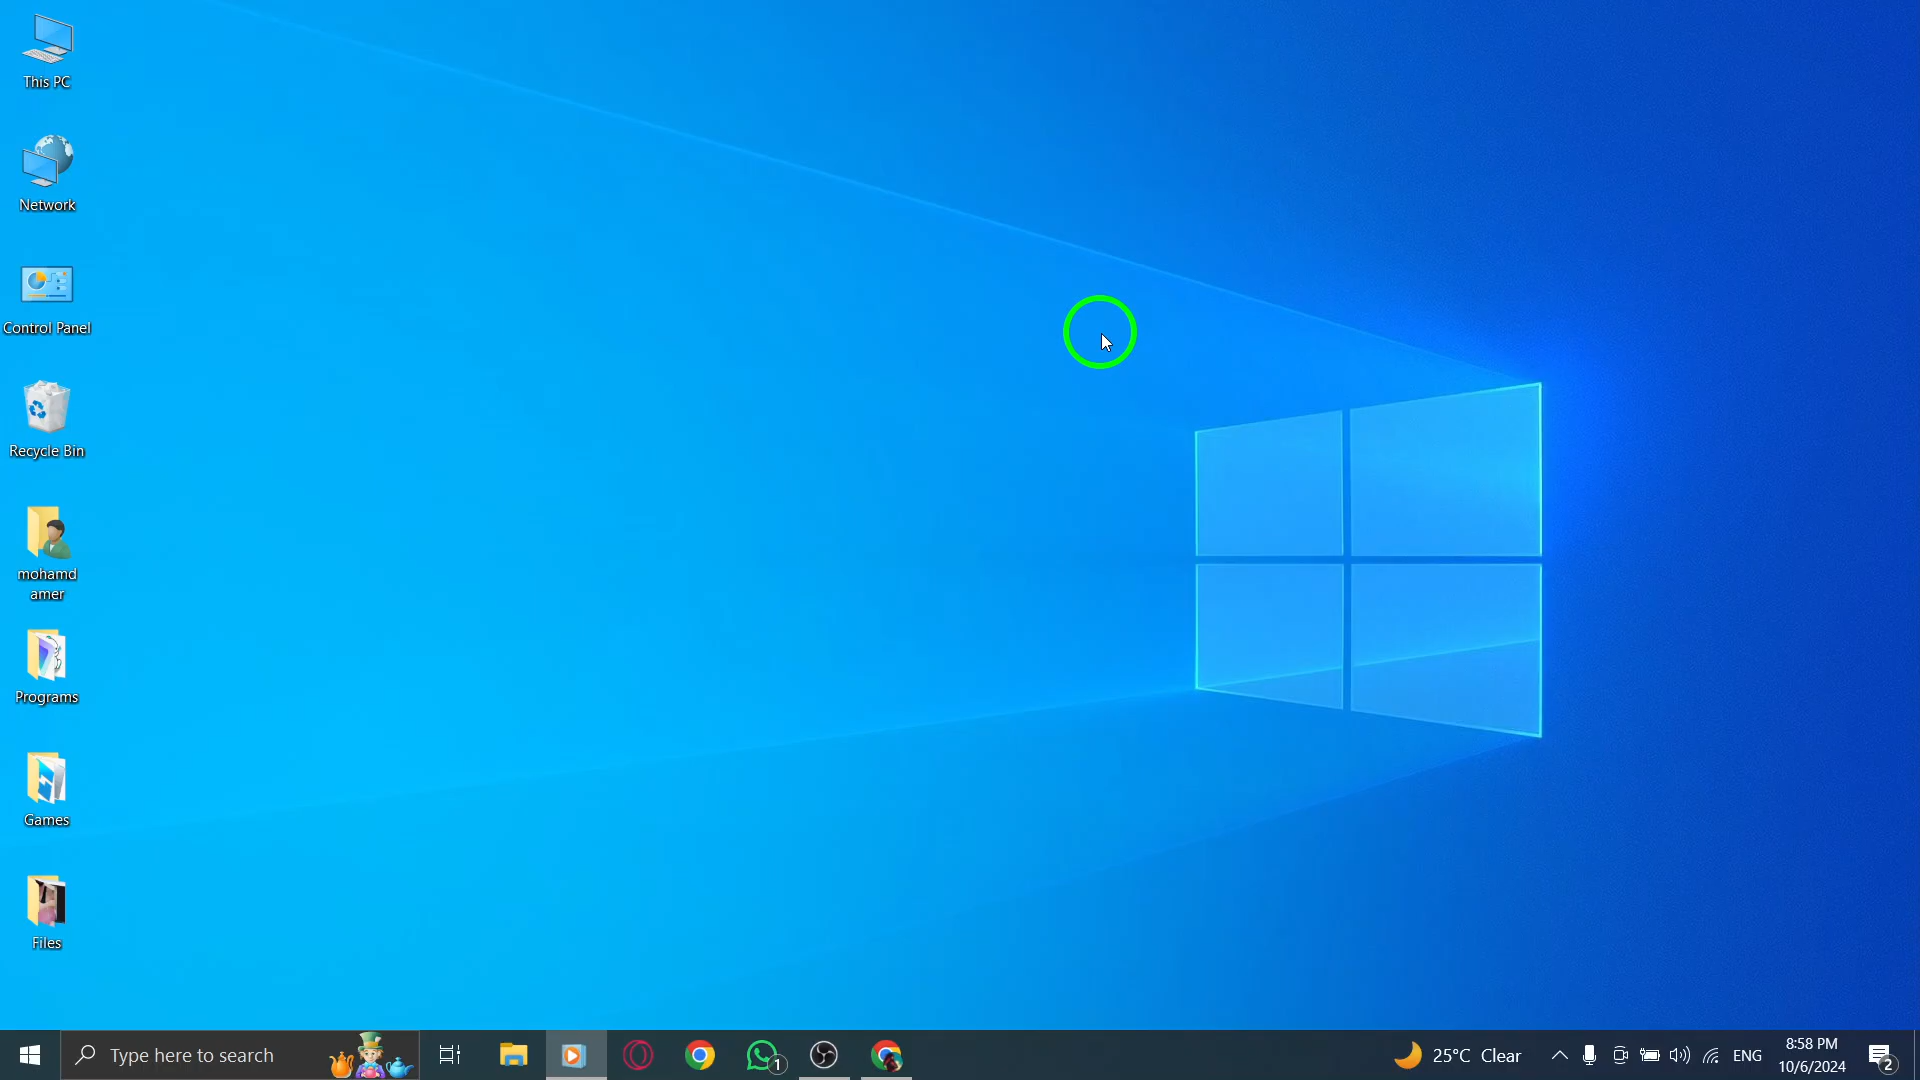 This PC
Network
Control Panel
Recycle Bin
mohamd
amer
Programs
Games
Files
Type here to search
1
25°C Clear
ENG
8:58 PM
10/6/2024
2